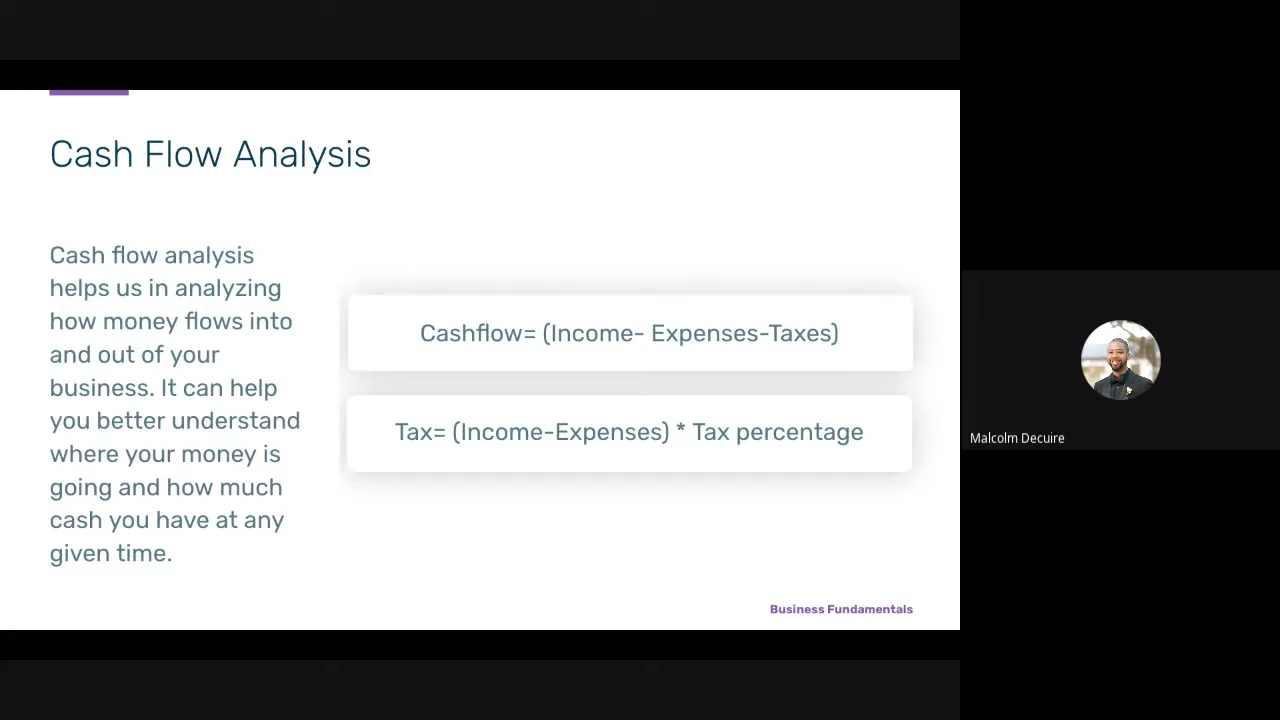 Cash Flow Analysis
Cash flow analysis
helps us in analyzing
how money flows into
and out of your
business. It can help
you better understand
where your money is
going and how much
cash you have at any
given time.
Cashflow= (Income- Expenses-Taxes)
Tax= (Income-Expenses) * Tax percentage
Business Fundamentals
Malcolm Decuire